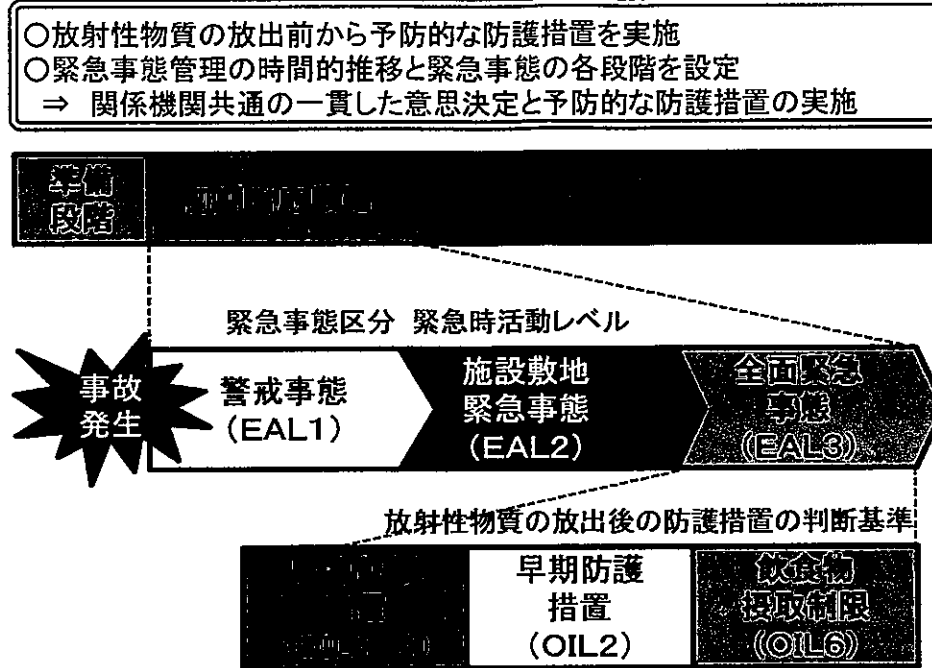 ○放射性物質の放出前から予防的な防護措置を実施
○緊急事態管理の時間的推移と緊急事態の各段階を設定
⇒ 関係機関共通の一貫した意思決定と予防的な防護措置の実施
準備
段階
緊急事態区分 緊急時活動レベル
事故
発生
警戒事態
(EAL1)
施設敷地
緊急事態
(EAL2)
全面緊急
事態
(EAL3)
放射性物質の放出後の防護措置の判断基準
早期防護
措置
(OIL2)
飲食物
摂取制限
(OIL6)